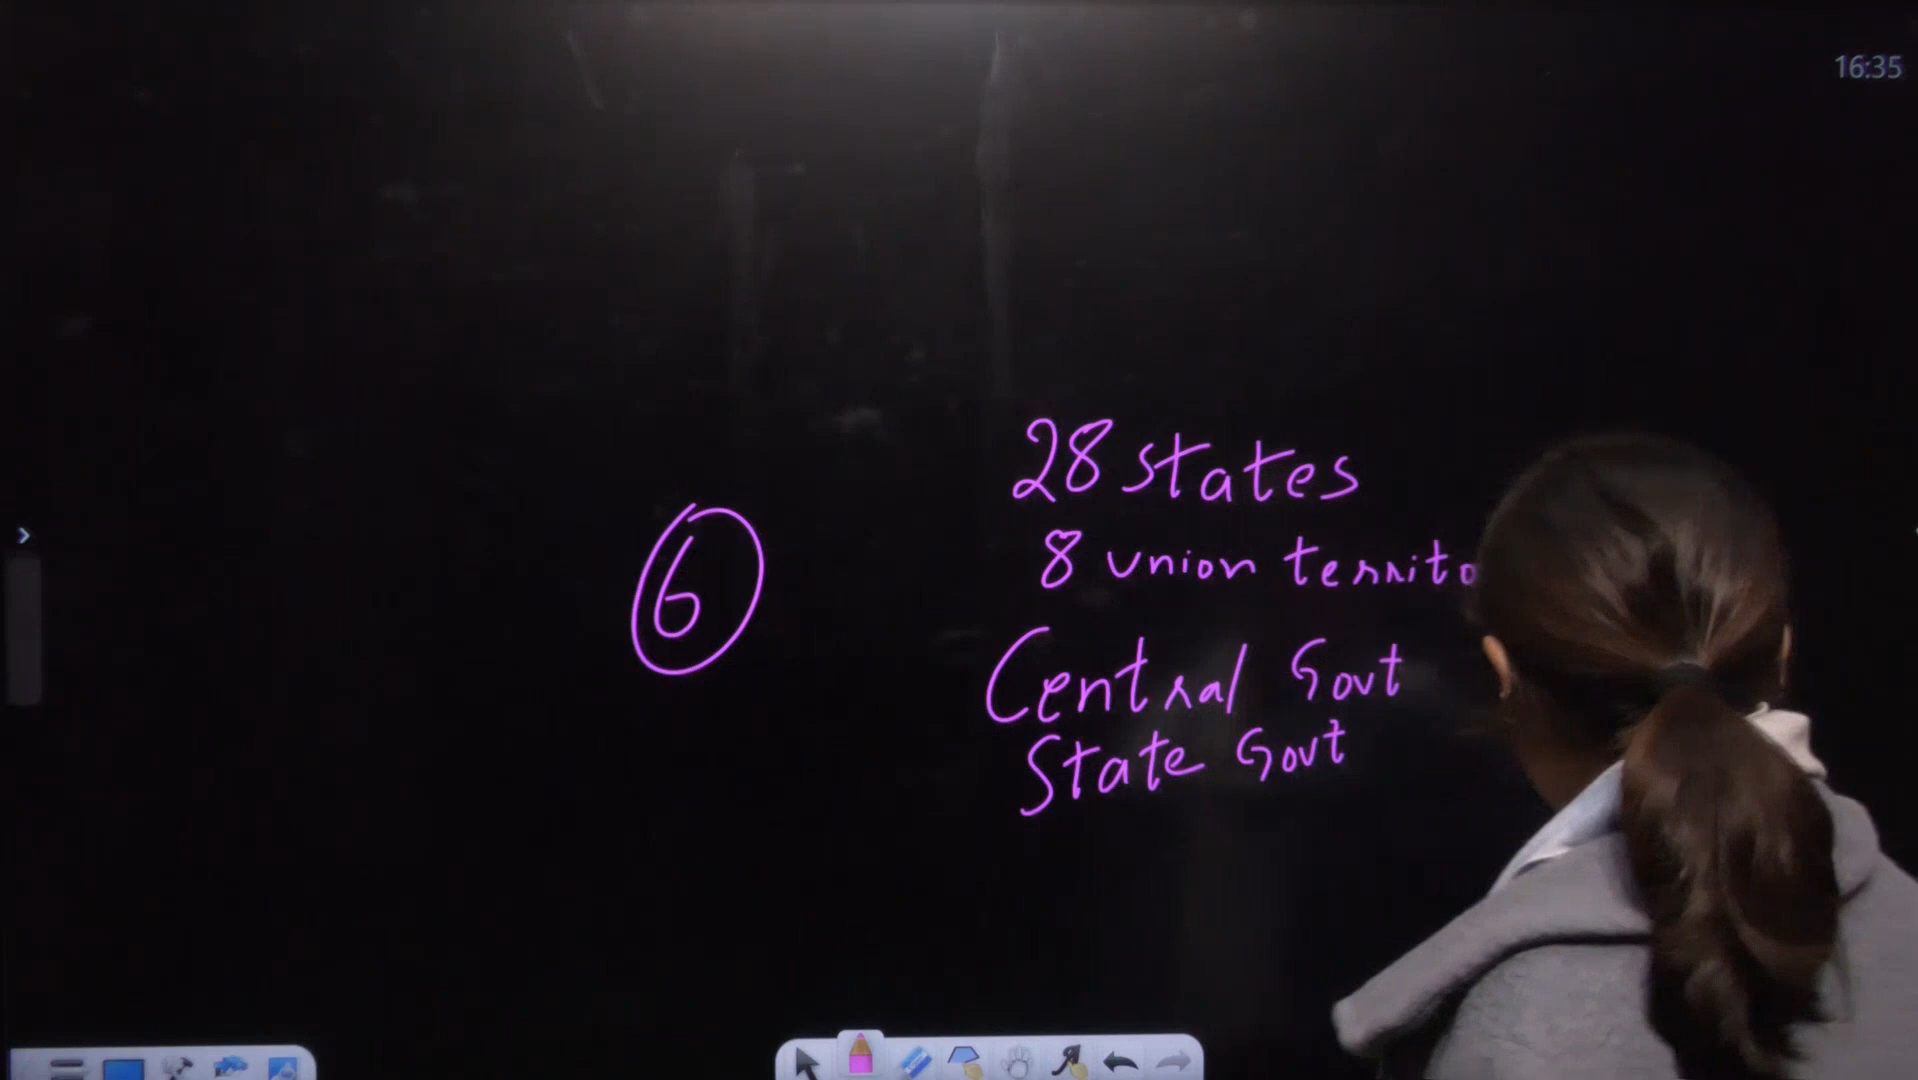 16:35
28 states
8 union territo
6
Central Govt
State Govt